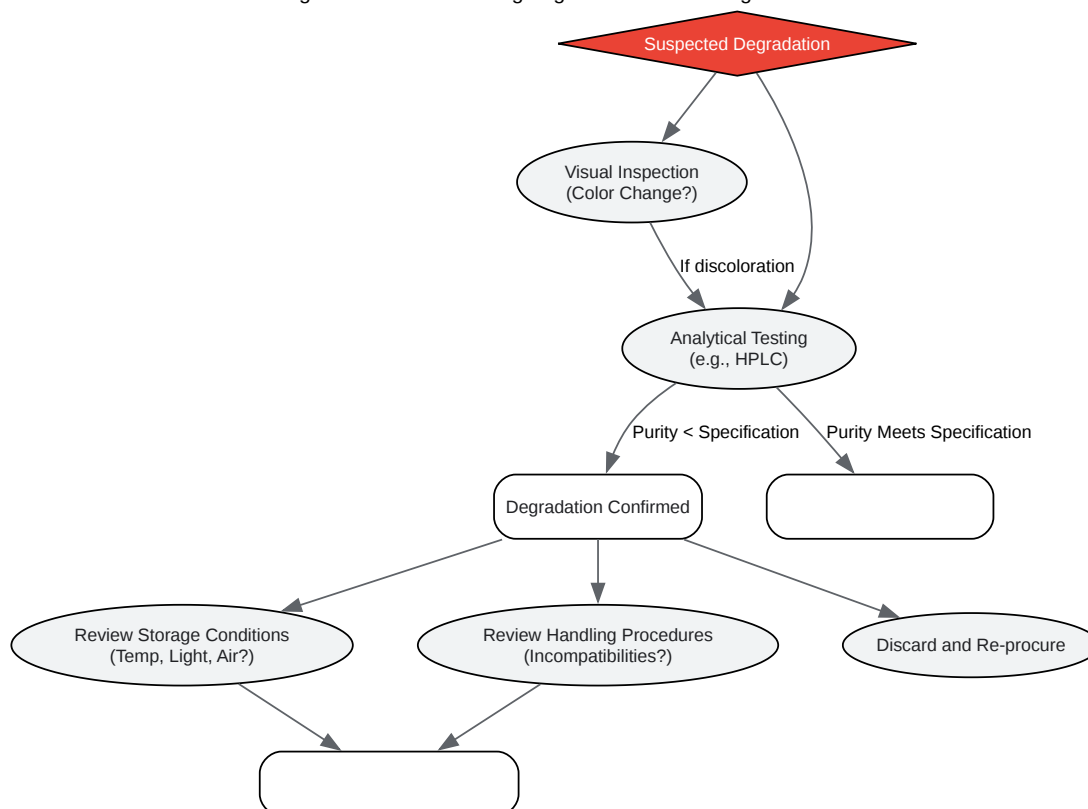 Suspected Degradation
Visual Inspection
(Color Change?)
If discoloration
Analytical Testing
(e.g., HPLC)
Purity < Specification
Purity Meets Specification
Degradation Confirmed
Review Storage Conditions
(Temp, Light, Air?)
Review Handling Procedures
(Incompatibilities?)
Discard and Re-procure